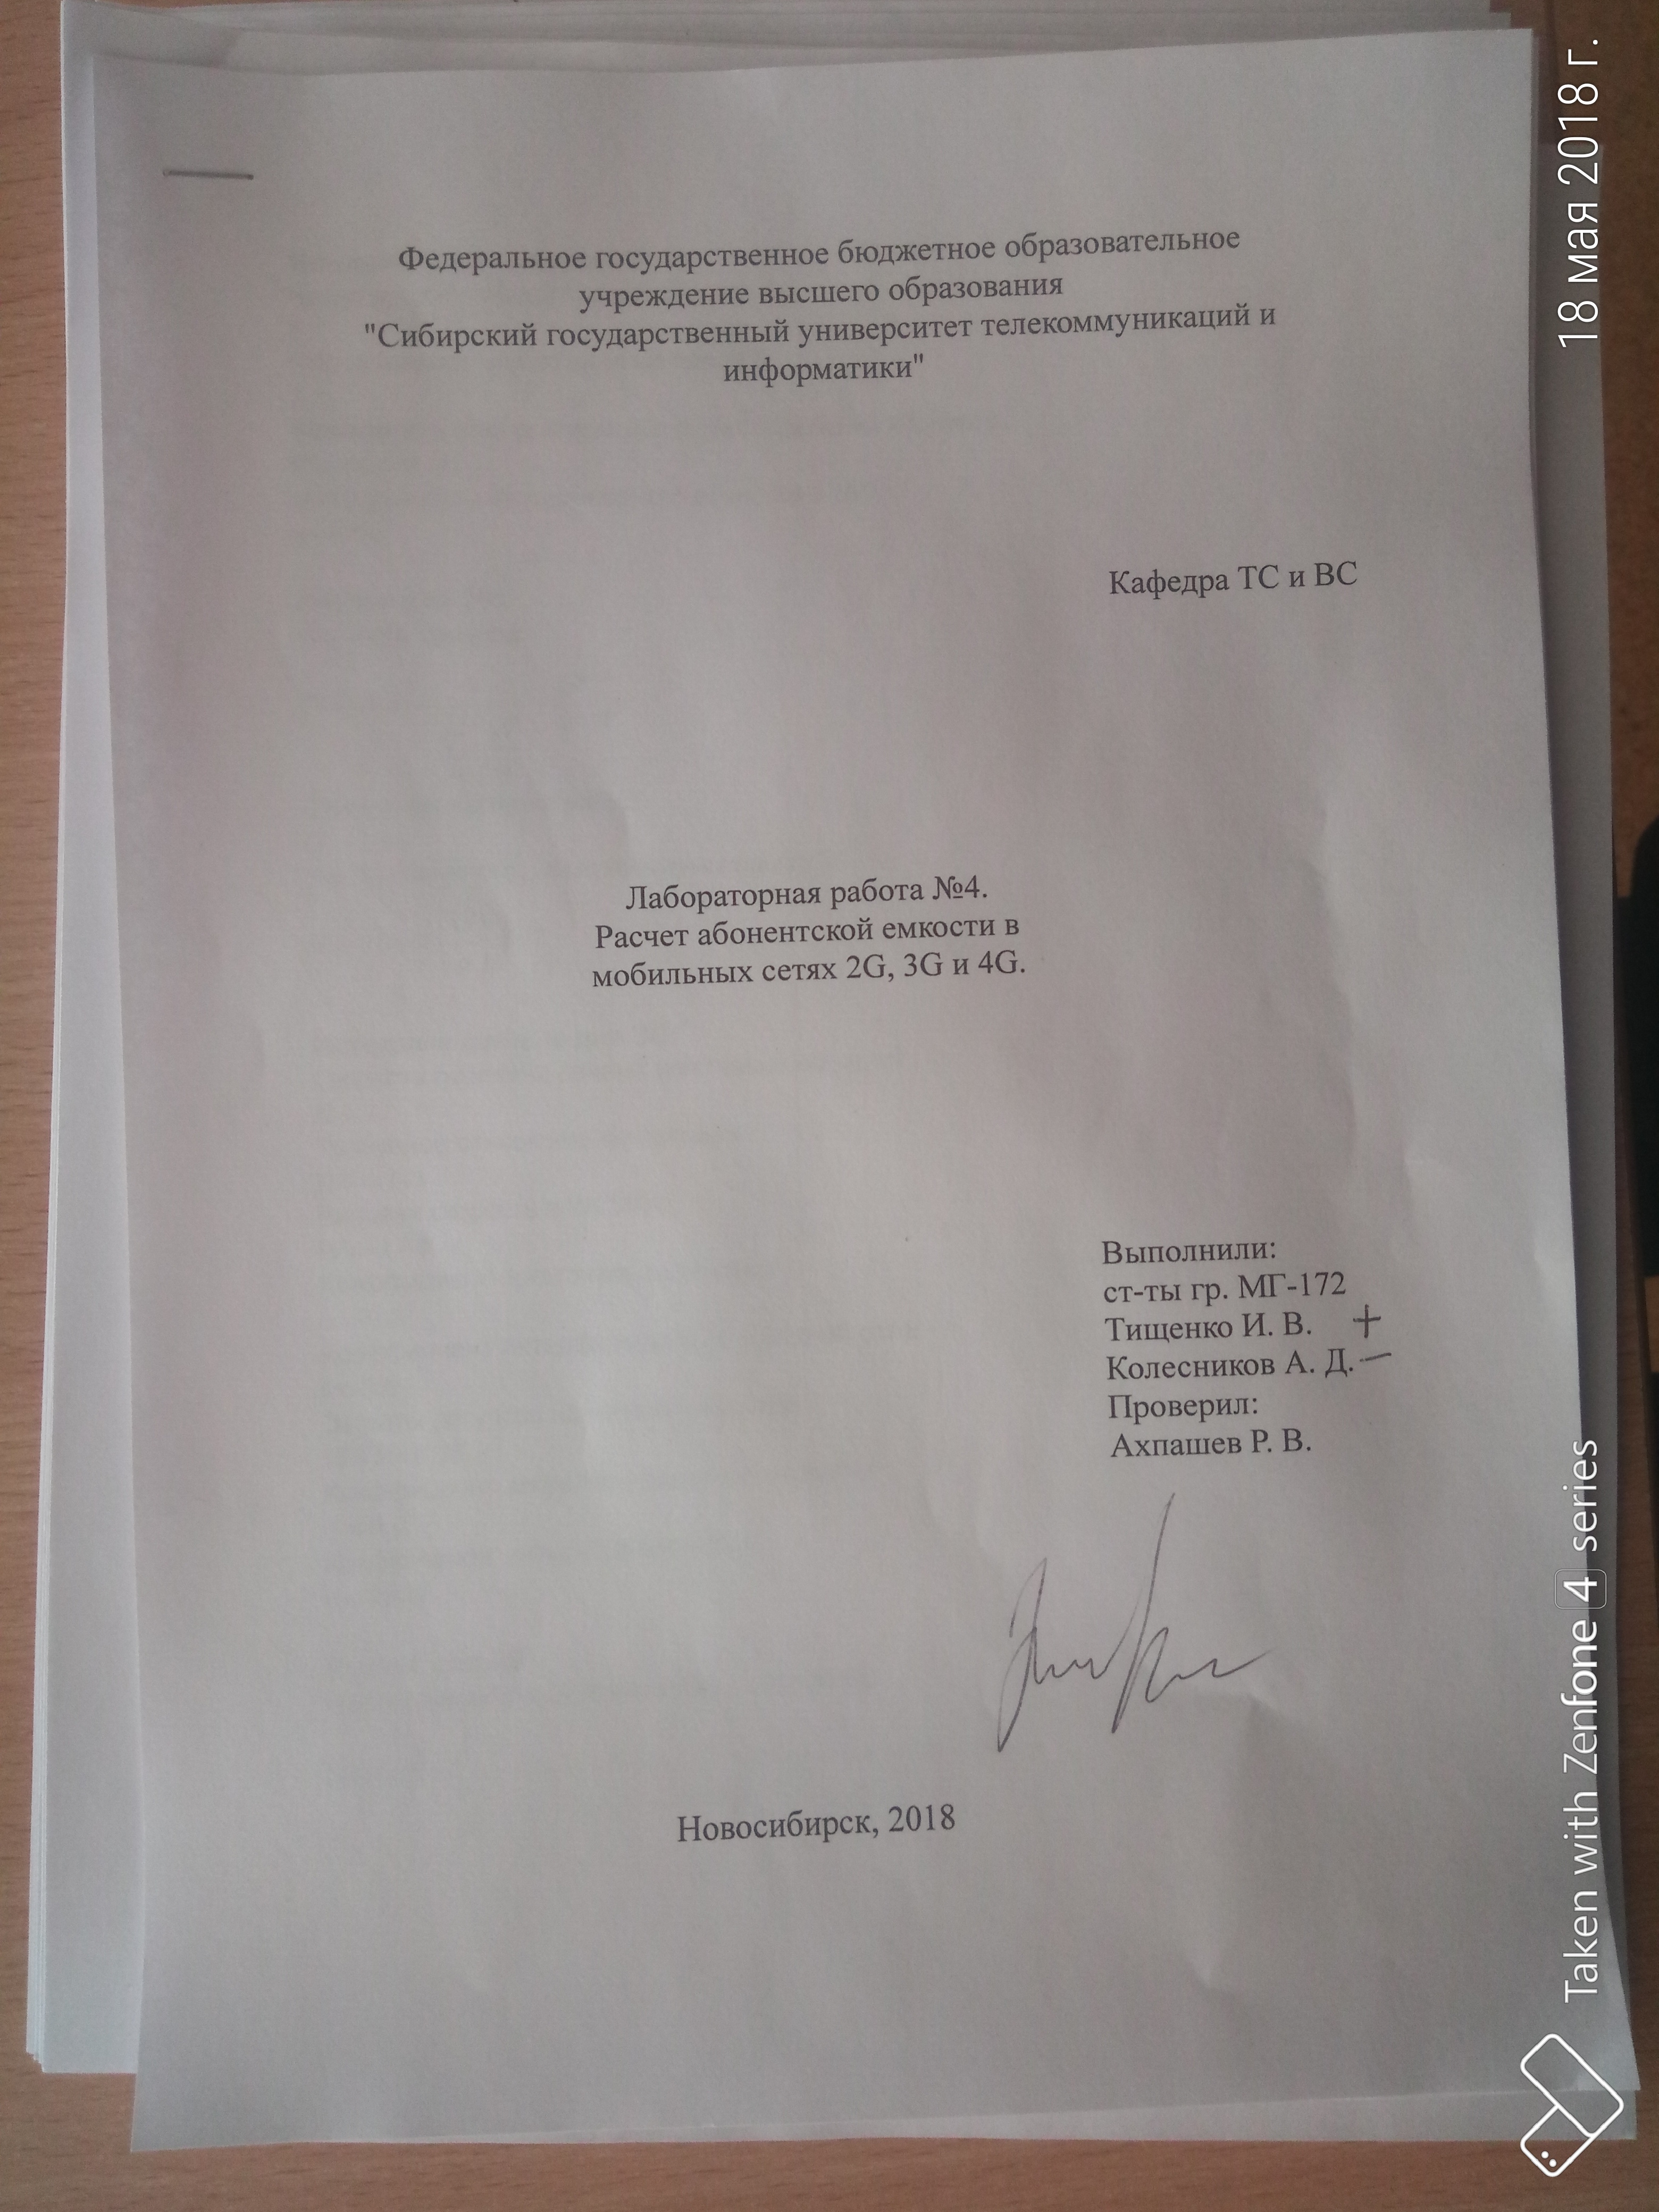 Федеральное государственное бюджетное образовательное
учреждение высшего образования
"Сибирский государственный университет телекоммуникаций и
информатики"
Кафедра ТС и ВС
Лабораторная работа №4.
Расчет абонентской емкости в
мобильных сетях 2G, 3G и 4G.
Выполнили:
ст-ты гр. МГ-172
Тищенко И. В. +
Колесников А. Д. —
Проверил:
Ахпашев Р. В.
Новосибирск, 2018
18 мая 2018 г.
Taken with Zenfone 4 series